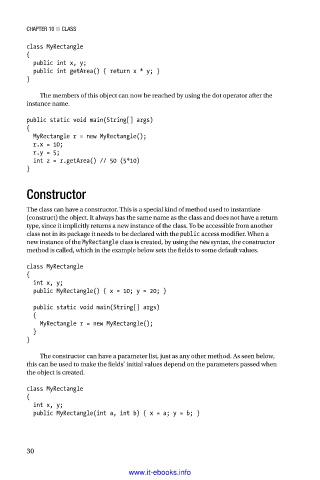 CHAPTER 10 ■ CLASS
class MyRectangle
{
  public int x, y;
  public int getArea() { return x * y; }
}
The members of this object can now be reached by using the dot operator after the
instance name.
public static void main(String[] args)
{
  MyRectangle r = new MyRectangle();
  r.x = 10;
  r.y = 5;
  int z = r.getArea() // 50 (5*10)
}
Constructor
The class can have a constructor. This is a special kind of method used to instantiate
(construct) the object. It always has the same name as the class and does not have a return
type, since it implicitly returns a new instance of the class. To be accessible from another
class not in its package it needs to be declared with the public access modifier. When a
new instance of the MyRectangle class is created, by using the new syntax, the constructor
method is called, which in the example below sets the fields to some default values.
class MyRectangle
{
  int x, y;
  public MyRectangle() { x = 10; y = 20; }
  public static void main(String[] args)
  {
    MyRectangle r = new MyRectangle();
  }
}
The constructor can have a parameter list, just as any other method. As seen below,
this can be used to make the fields' initial values depend on the parameters passed when
the object is created.
class MyRectangle
{
  int x, y;
  public MyRectangle(int a, int b) { x = a; y = b; }
30
www.it-ebooks.info